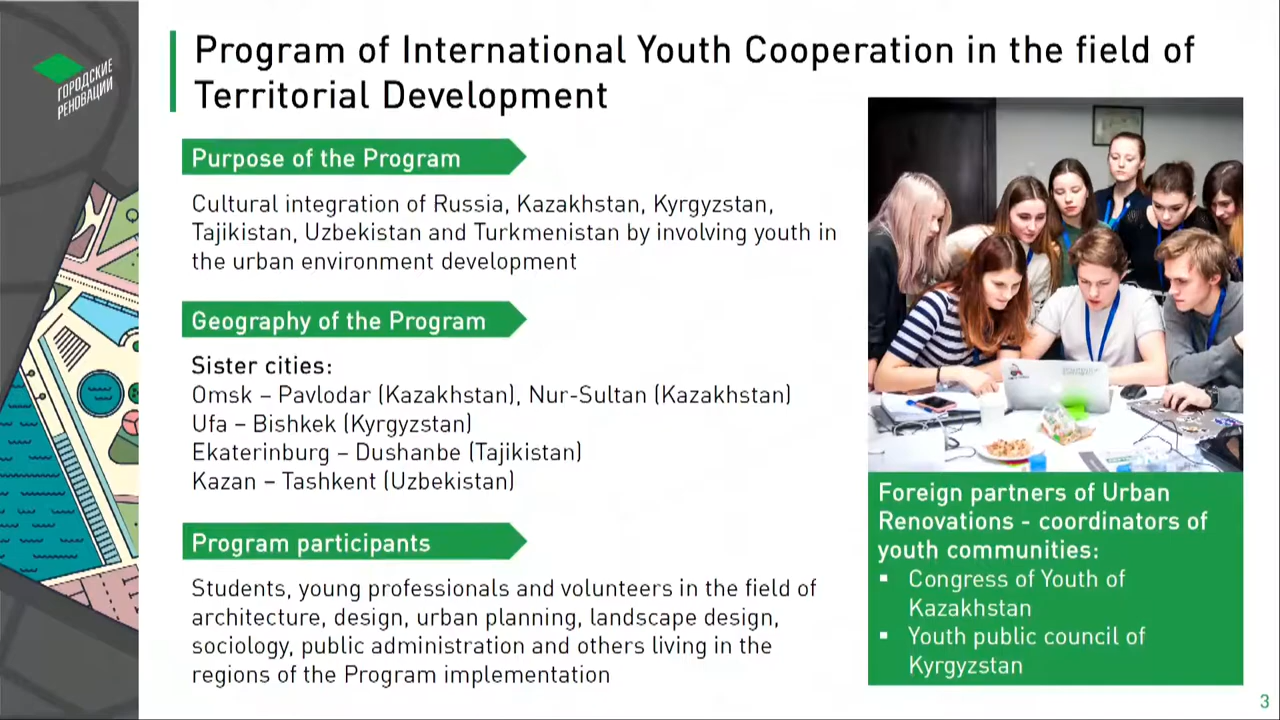 ГОРОДСКИЕ
РЕНОВАЦИИ
Program of International Youth Cooperation in the field of
Territorial Development
Purpose of the Program
Cultural integration of Russia, Kazakhstan, Kyrgyzstan,
Tajikistan, Uzbekistan and Turkmenistan by involving youth in
the urban environment development
Geography of the Program
Sister cities:
Omsk – Pavlodar (Kazakhstan), Nur-Sultan (Kazakhstan)
Ufa – Bishkek (Kyrgyzstan)
Ekaterinburg – Dushanbe (Tajikistan)
Kazan – Tashkent (Uzbekistan)
Program participants
Students, young professionals and volunteers in the field of
architecture, design, urban planning, landscape design,
sociology, public administration and others living in the
regions of the Program implementation
Foreign partners of Urban
Renovations - coordinators of
youth communities:
▪ Congress of Youth of
Kazakhstan
▪ Youth public council of
Kyrgyzstan
3